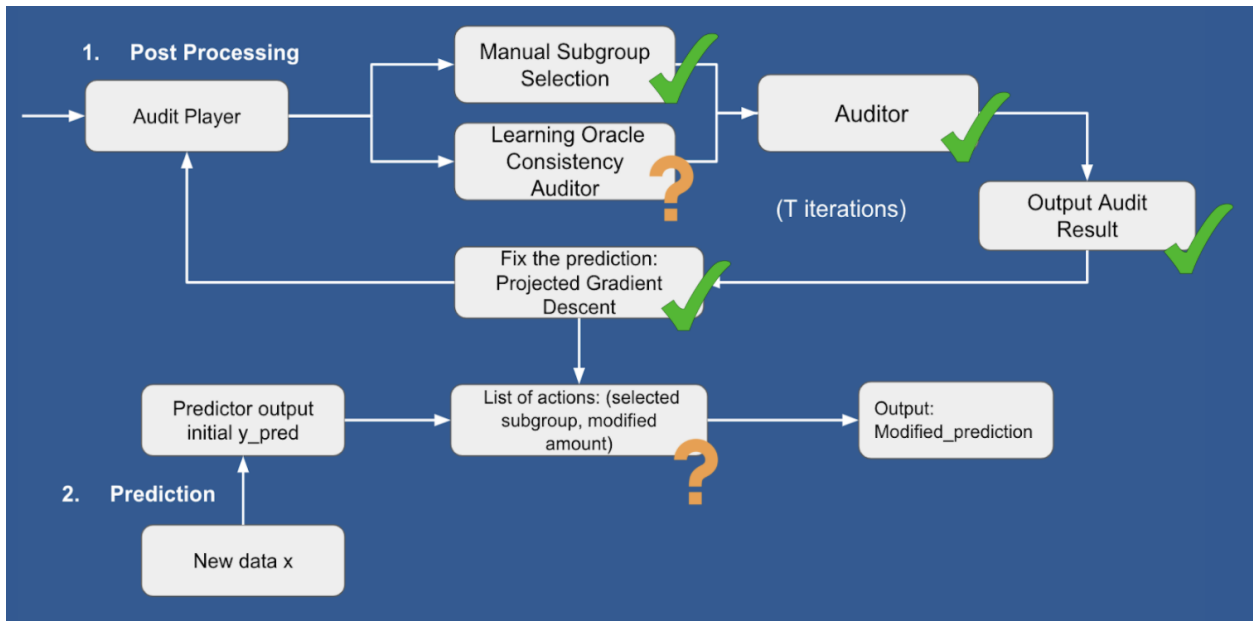 1. Post Processing
Audit Player
Manual Subgroup
Selection
Learning Oracle
Consistency
Auditor
?
Auditor
(T iterations)
Output Audit
Result
Fix the prediction:
Projected Gradient
Descent
Predictor output
initial y_pred
List of actions: (selected
subgroup, modified
amount)
?
Output:
Modified_prediction
2. Prediction
New data x